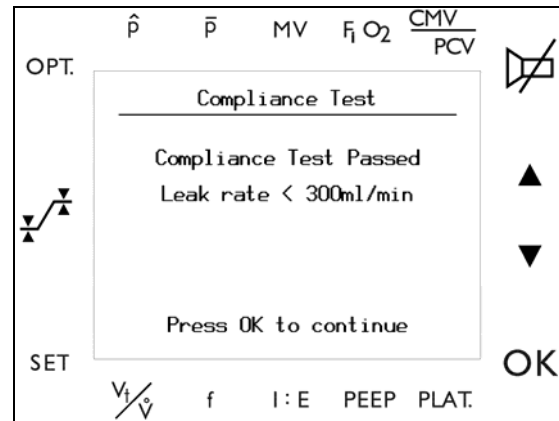 p̂ p̄ MV FiO2 CMV/PCV
OPT.
Compliance Test
Compliance Test Passed
Leak rate < 300ml/min
Press OK to continue
SET
OK
Vt/V̊ f I:E PEEP PLAT.